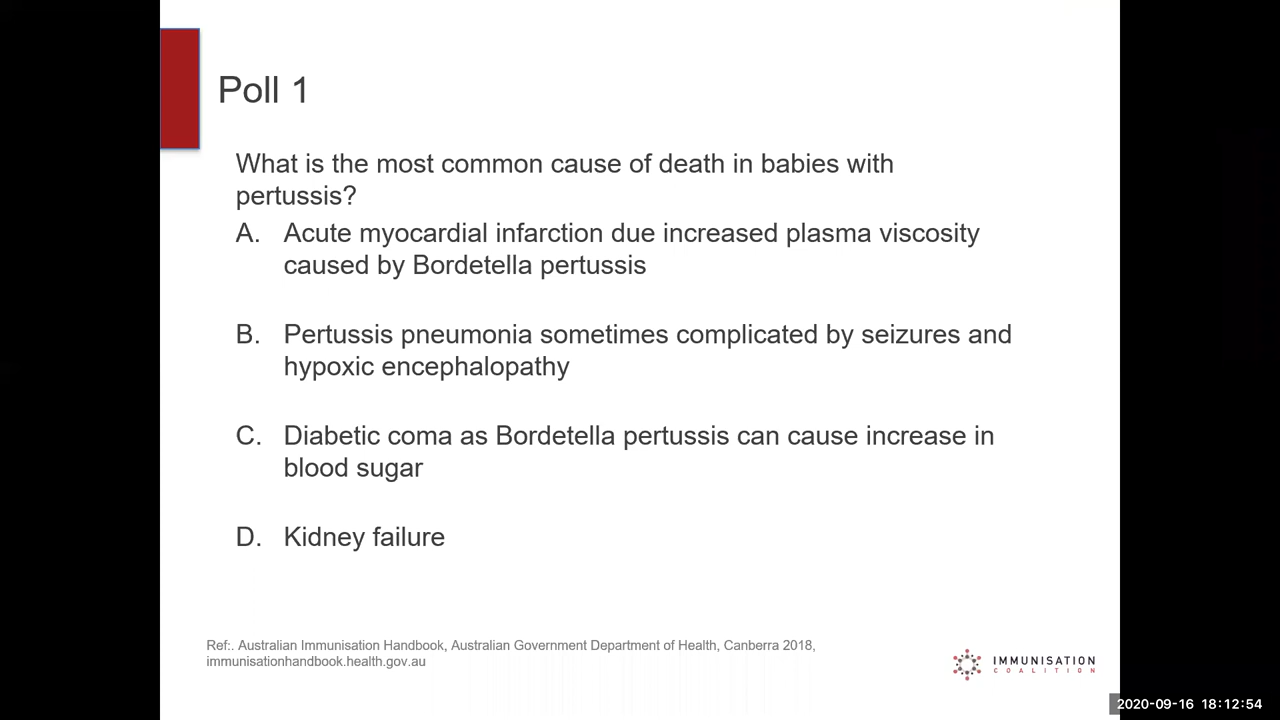 Poll 1
What is the most common cause of death in babies with
pertussis?
A. Acute myocardial infarction due increased plasma viscosity
caused by Bordetella pertussis
B. Pertussis pneumonia sometimes complicated by seizures and
hypoxic encephalopathy
C. Diabetic coma as Bordetella pertussis can cause increase in
blood sugar
D. Kidney failure
Ref:. Australian Immunisation Handbook, Australian Government Department of Health, Canberra 2018,
immunisationhandbook.health.gov.au
IMMUNISATION
COALITION
2020-09-16 18:12:54